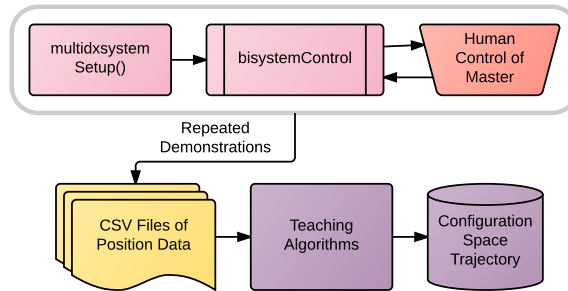 multidxsystem
Setup()
bisystemControl
Human
Control of
Master
Repeated
Demonstrations
CSV Files of
Position Data
Teaching
Algorithms
Configuration
Space
Trajectory